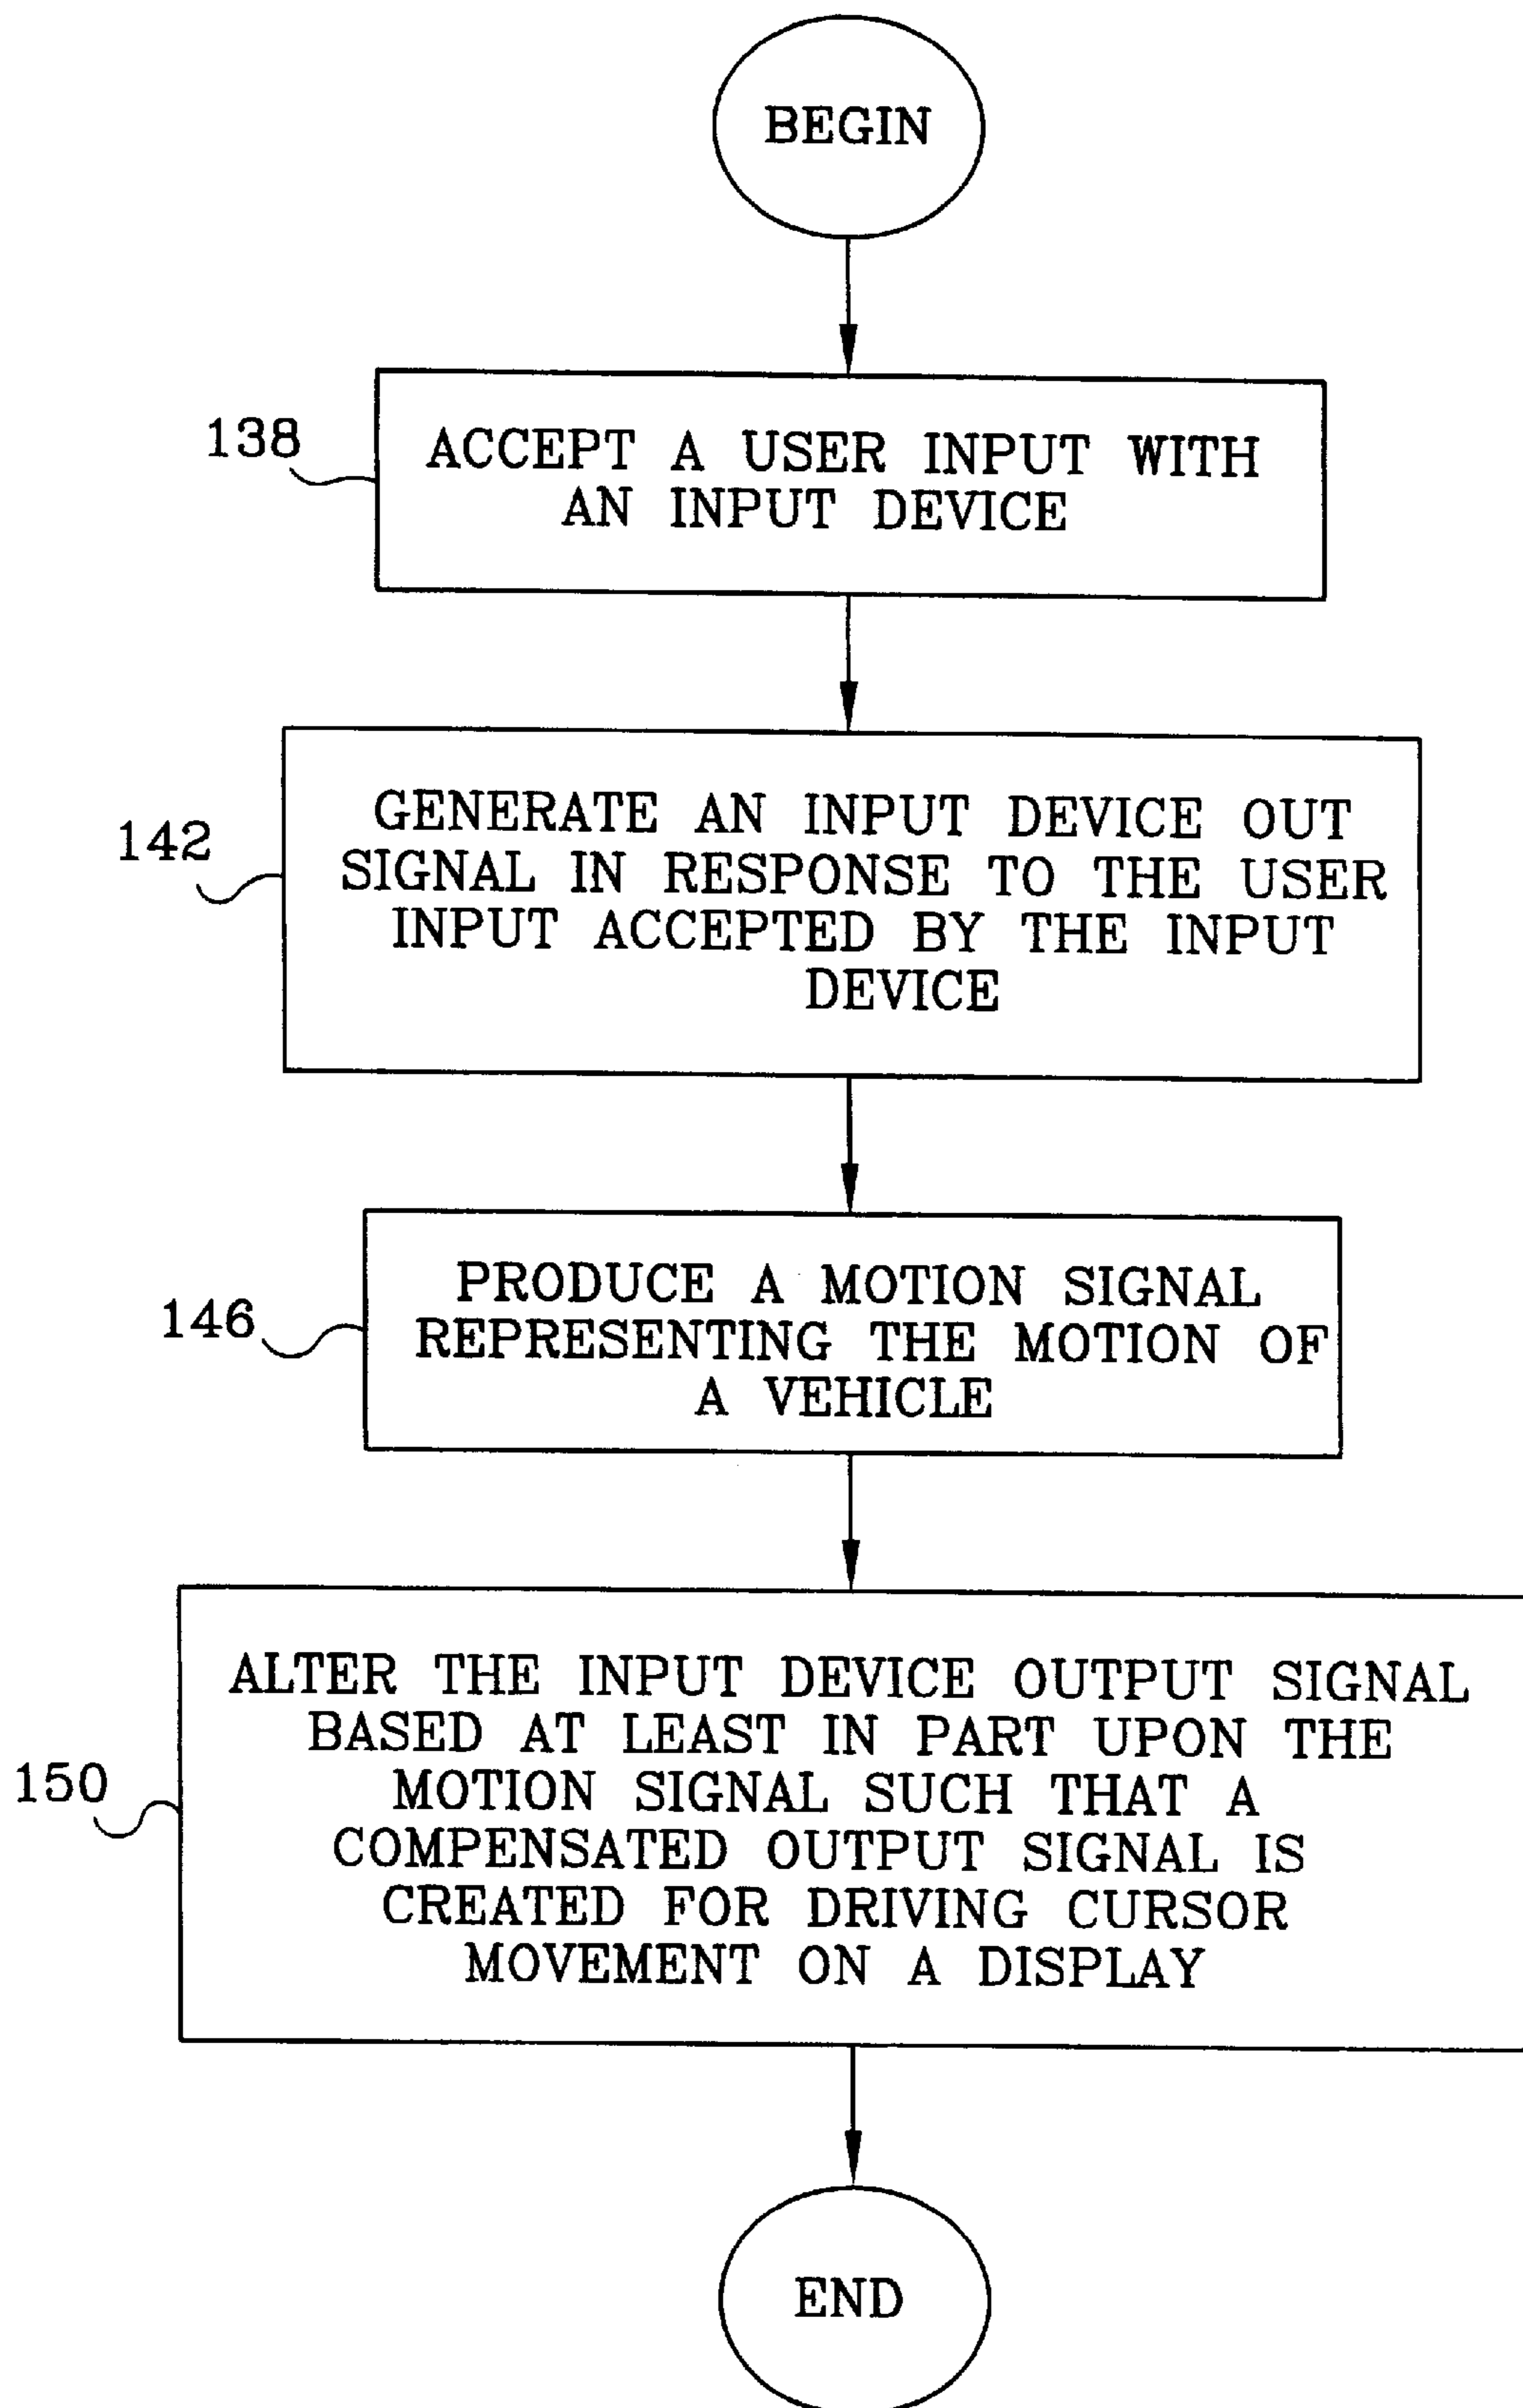 BEGIN
138
ACCEPT A USER INPUT WITH
AN INPUT DEVICE
142
GENERATE AN INPUT DEVICE OUT
SIGNAL IN RESPONSE TO THE USER
INPUT ACCEPTED BY THE INPUT
DEVICE
146
PRODUCE A MOTION SIGNAL
REPRESENTING THE MOTION OF
A VEHICLE
150
ALTER THE INPUT DEVICE OUTPUT SIGNAL
BASED AT LEAST IN PART UPON THE
MOTION SIGNAL SUCH THAT A
COMPENSATED OUTPUT SIGNAL IS
CREATED FOR DRIVING CURSOR
MOVEMENT ON A DISPLAY
END